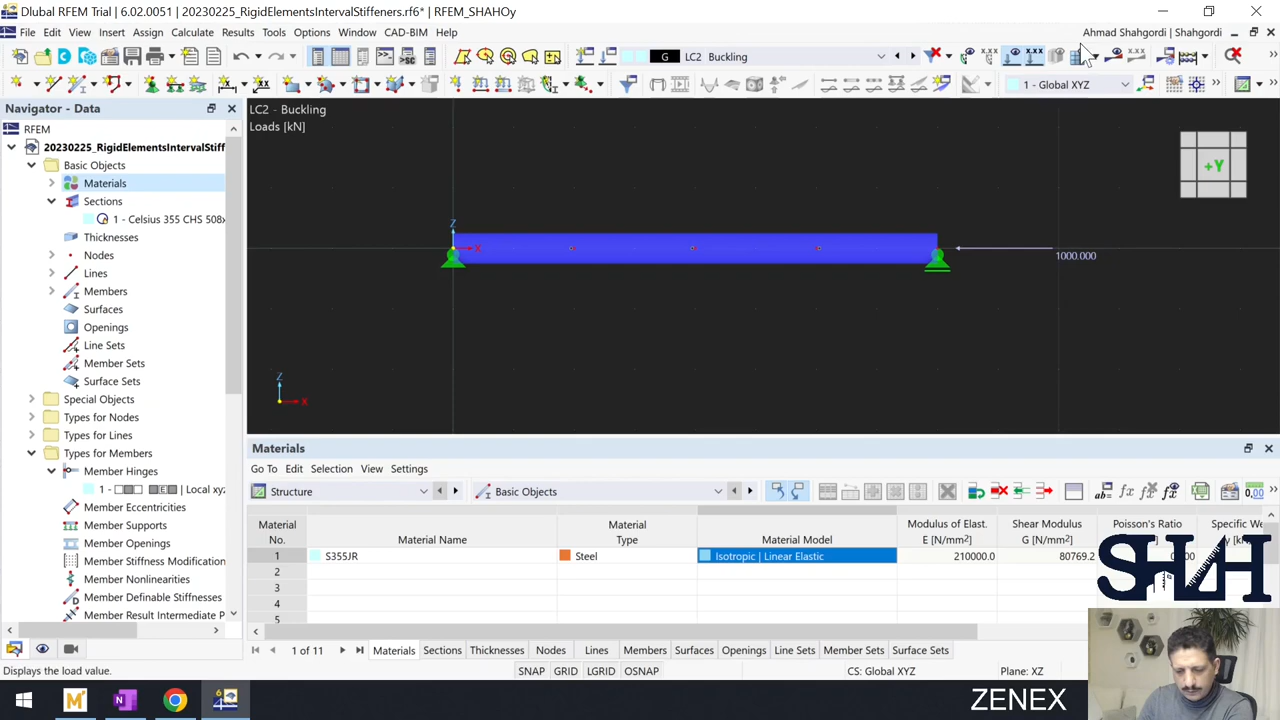 Dlubal RFEM Trial | 6.02.0051 | 20230225_RigidElementsIntervalStiffeners.rf6* | RFEM_SHAHOy
File Edit View Insert Assign Calculate Results Tools Options Window CAD-BIM Help
Ahmad Shahgordi | Shahgordi
G LC2 Buckling
1 - Global XYZ
Navigator - Data
RFEM
20230225_RigidElementsIntervalStiff
Basic Objects
Materials
Sections
1 - Celsius 355 CHS 508x
Thicknesses
Nodes
Lines
Members
Surfaces
Openings
Line Sets
Member Sets
Surface Sets
Special Objects
Types for Nodes
Types for Lines
Types for Members
Member Hinges
1 - | Local xyz
Member Eccentricities
Member Supports
Member Openings
Member Stiffness Modification
Member Nonlinearities
Member Definable Stiffnesses
Member Result Intermediate P
LC2 - Buckling
Loads [kN]
Z
X
1000.000
Z
X
+Y
Materials
Go To Edit Selection View Settings
Structure
Basic Objects
0,00
Material No.
Material Name
Material Type
Material Model
Modulus of Elast. E [N/mm²]
Shear Modulus G [N/mm²]
Poisson's Ratio
Specific We
1 S355JR Steel Isotropic | Linear Elastic 210000.0 80769.2
2
3
4
5
1 of 11
Materials Sections Thicknesses Nodes Lines Members Surfaces Openings Line Sets Member Sets Surface Sets
Displays the load value.
SNAP GRID LGRID OSNAP
CS: Global XYZ
Plane: XZ
ZENEX